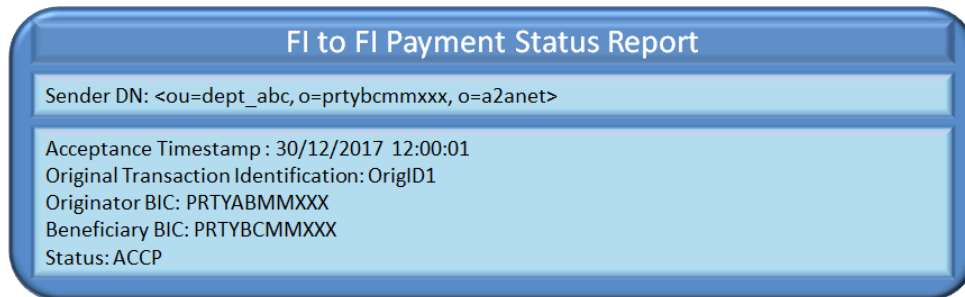 FI to FI Payment Status Report
Sender DN: <ou=dept_abc, o=prtybcmmxxx, o=a2anet>
Acceptance Timestamp : 30/12/2017 12:00:01
Original Transaction Identification: OrigID1
Originator BIC: PRTYABMMXXX
Beneficiary BIC: PRTYBCMMXXX
Status: ACCP